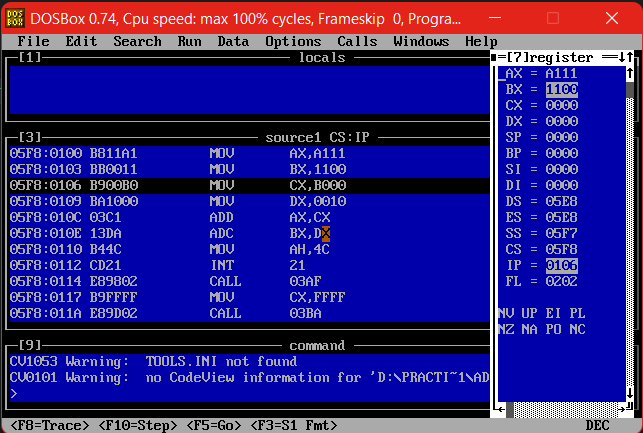 DOSBox 0.74, Cpu speed: max 100% cycles, Frameskip 0, Progra...
File Edit Search Run Data Options Calls Windows Help
[1] locals
[7]register
AX = A111
BX = 1100
CX = 0000
DX = 0000
SP = 0000
BP = 0000
SI = 0000
DI = 0000
DS = 05E8
ES = 05E8
SS = 05F7
CS = 05F8
IP = 0106
FL = 0202
NV UP EI PL
NZ NA PO NC
[3] source1 CS:IP
05F8:0100 B811A1 MOV AX,A111
05F8:0103 BB0011 MOV BX,1100
05F8:0106 B900B0 MOV CX,B000
05F8:0109 BA1000 MOV DX,0010
05F8:010C 03C1 ADD AX,CX
05F8:010E 13DA ADC BX,DX
05F8:0110 B44C MOV AH,4C
05F8:0112 CD21 INT 21
05F8:0114 E89802 CALL 03AF
05F8:0117 B9FFFF MOV CX,FFFF
05F8:011A E89D02 CALL 03BA
[9] command
CV1053 Warning: TOOLS.INI not found
CV0101 Warning: no CodeView information for 'D:\PRACTI~1\AD
>
<F8=Trace> <F10=Step> <F5=Go> <F3=S1 Fmt> DEC